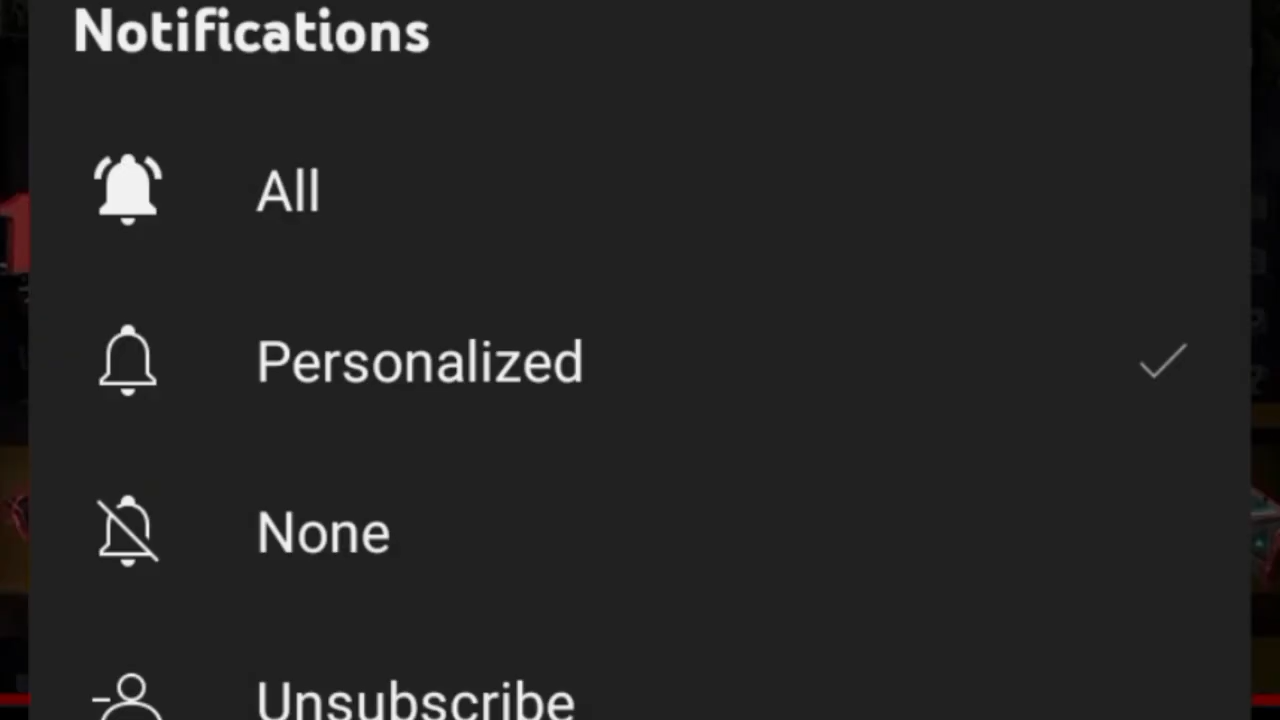 Notifications
All
Personalized
None
Unsubscribe